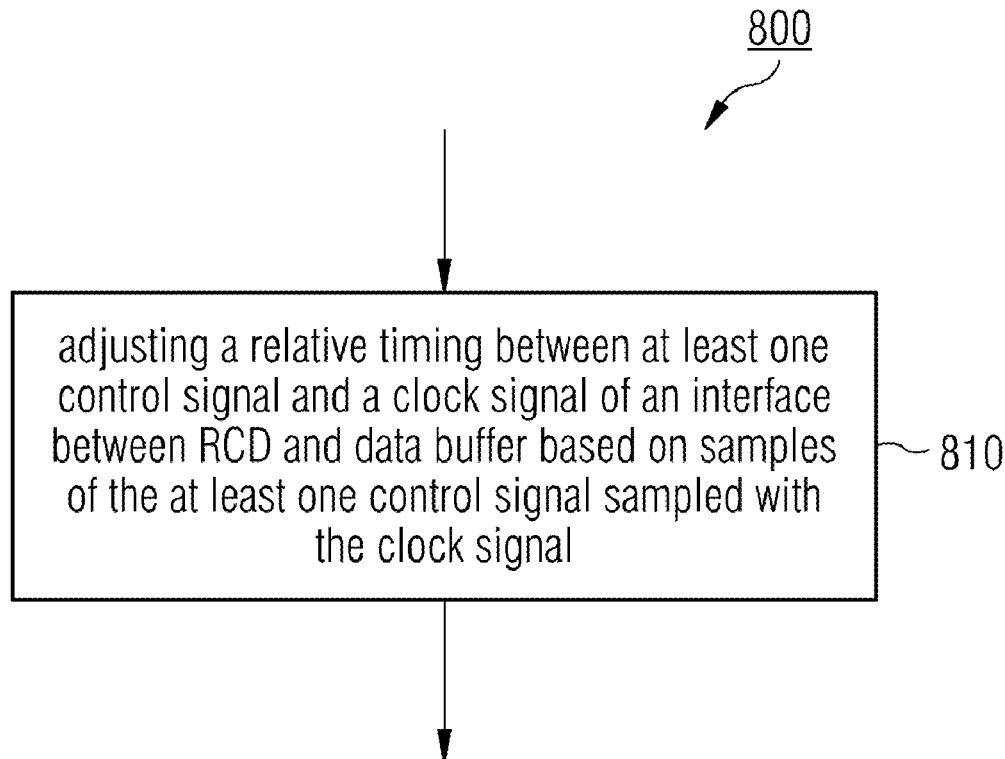 800
adjusting a relative timing between at least one
control signal and a clock signal of an interface
between RCD and data buffer based on samples
of the at least one control signal sampled with
the clock signal
810